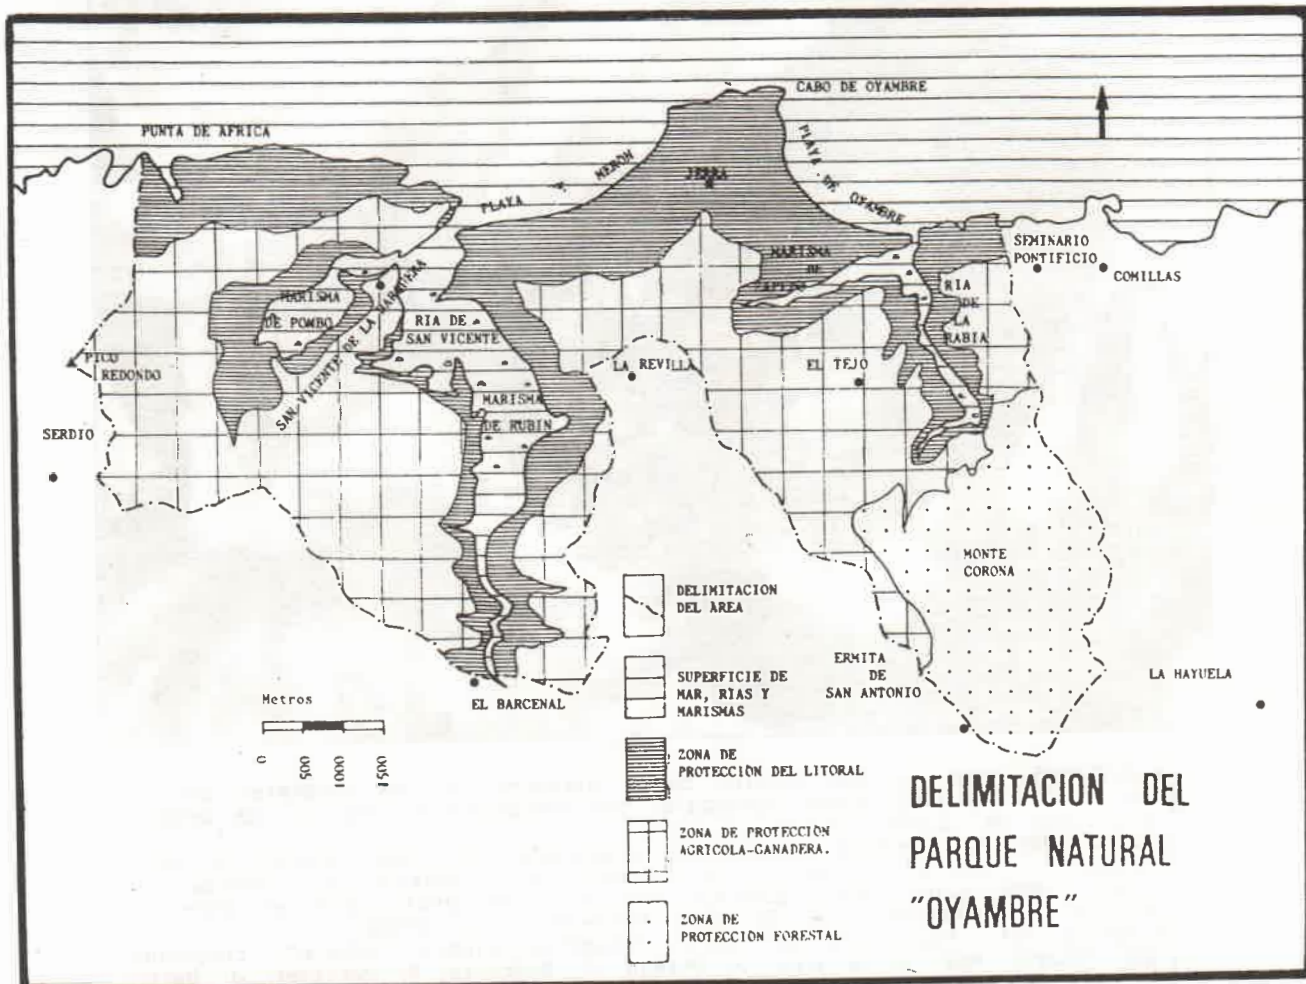 CABO DE OYAMBRE
PUNTA DE AFRICA
PLAYA MERON
JERRA
PLAYA DE OYAMBRE
SEMINARIO
PONTIFICIO
COMILLAS
MARISMA
DE
RIA
DE
LA
RABIA
MARISMA
DE POMBO
SAN VICENTE DE LA BARQUERA
RIA DE
SAN VICENTE
PICO
REDONDO
LA REVILLA
EL TEJO
MARISMA
DE RUBIN
SERDIO
MONTE
CORONA
ERMITA
DE
SAN ANTONIO
LA HAYUELA
EL BARCENAL
Metros
0
500
1000
1500
DELIMITACION
DEL AREA
SUPERFICIE DE
MAR, RIAS Y
MARISMAS
ZONA DE
PROTECCIÓN DEL LITORAL
ZONA DE PROTECCIÓN
AGRICOLA-GANADERA.
ZONA DE
PROTECCIÓN FORESTAL
DELIMITACION DEL
PARQUE NATURAL
"OYAMBRE"